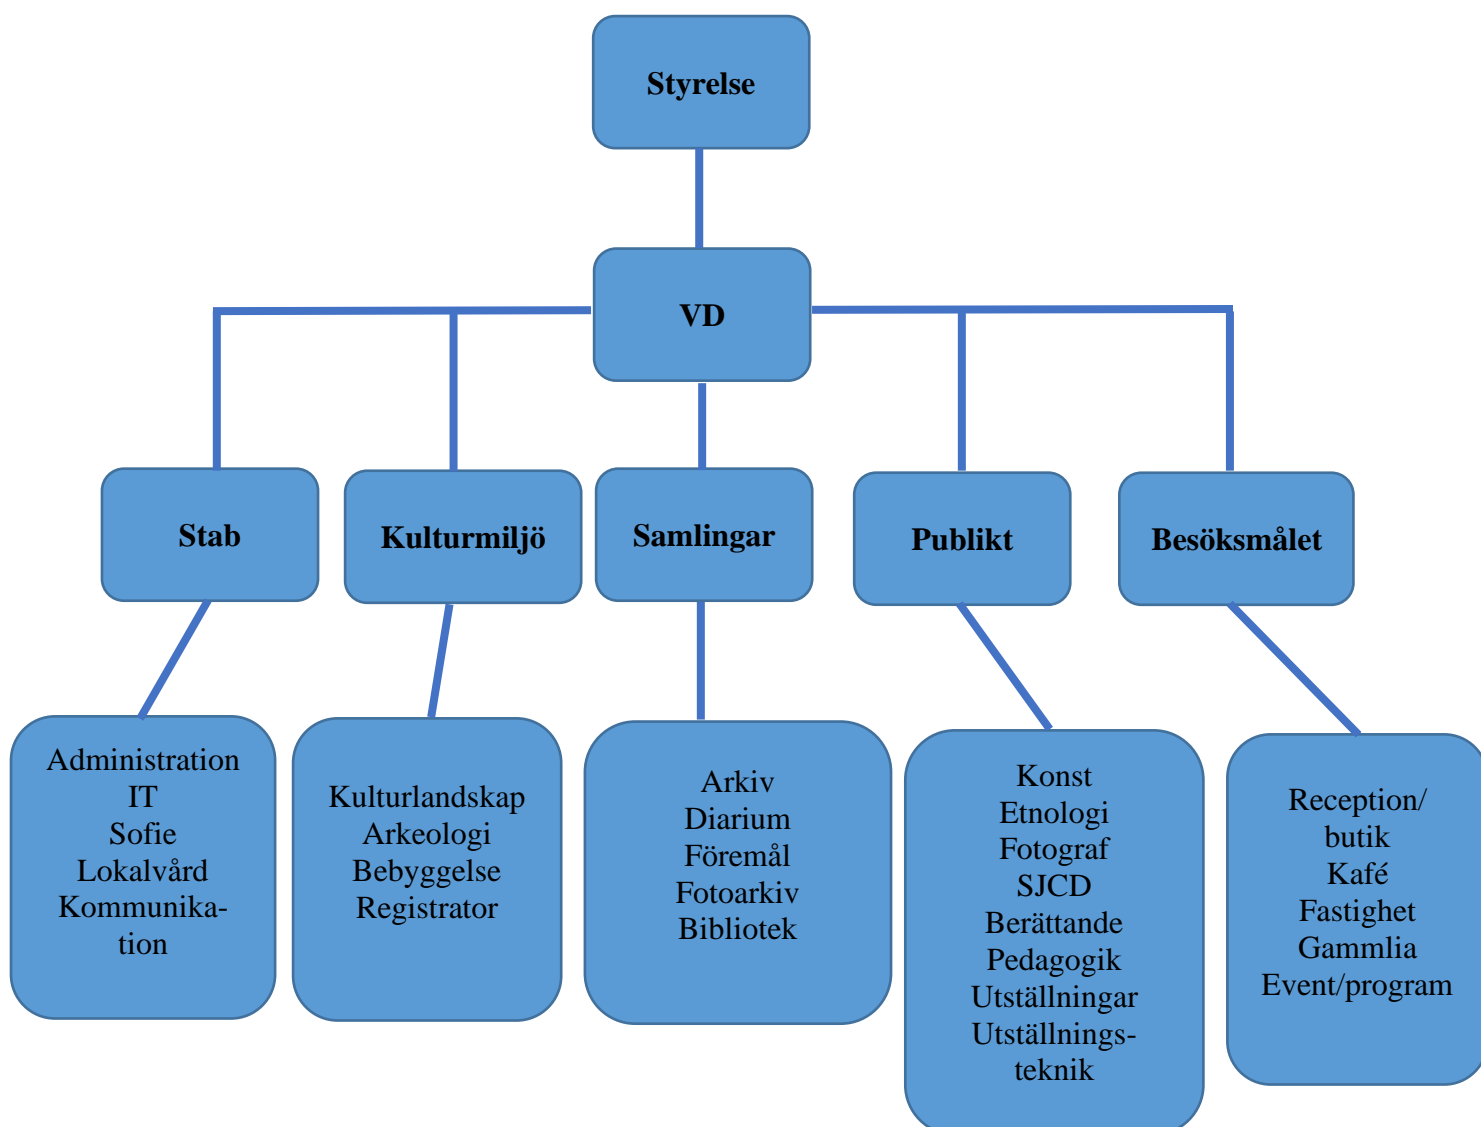 Styrelse
VD
Stab
Kulturmiljö
Samlingar
Publikt
Besöksmålet
Administration
IT
Sofie
Lokalvård
Kommunika-
tion
Kulturlandskap
Arkeologi
Bebyggelse
Registrator
Arkiv
Diarium
Föremål
Fotoarkiv
Bibliotek
Konst
Etnologi
Fotograf
SJCD
Berättande
Pedagogik
Utställningar
Utställnings-
teknik
Reception/
butik
Kafé
Fastighet
Gammlia
Event/program